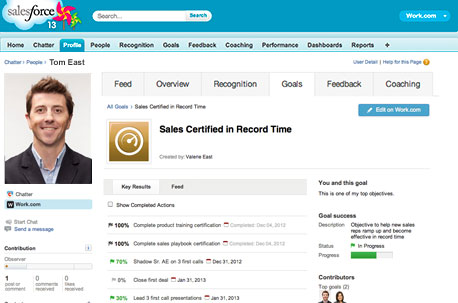 salesforce
13
Search...
Search
Work.com
Home Chatter Profile People Recognition Goals Feedback Coaching Performance Dashboards Reports +
Chatter › People › Tom East
User Detail | Help for this Page
Feed Overview Recognition Goals Feedback Coaching
All Goals › Sales Certified in Record Time
Edit on Work.com
Sales Certified in Record Time
Created by: Valerie East
Key Results Feed
Show Completed Actions
100% Complete product training certification Completed: Dec 04, 2012
100% Complete sales playbook certification Completed: Dec 04, 2012
70% Shadow Sr. AE on 3 first calls Dec 31, 2012
0% Close first deal Jan 31, 2013
30% Lead 3 first call presentations Jan 31, 2013
You and this goal
This is one of my top objectives.
Goal success
Description Objective to help new sales
reps ramp up and become
effective in record time
Status In Progress
Progress
Contributors
Top goals (2)
Chatter
Work.com
Start Chat
Send a message
Contribution
Observer
1 0 0
post or comments likes
comment received received